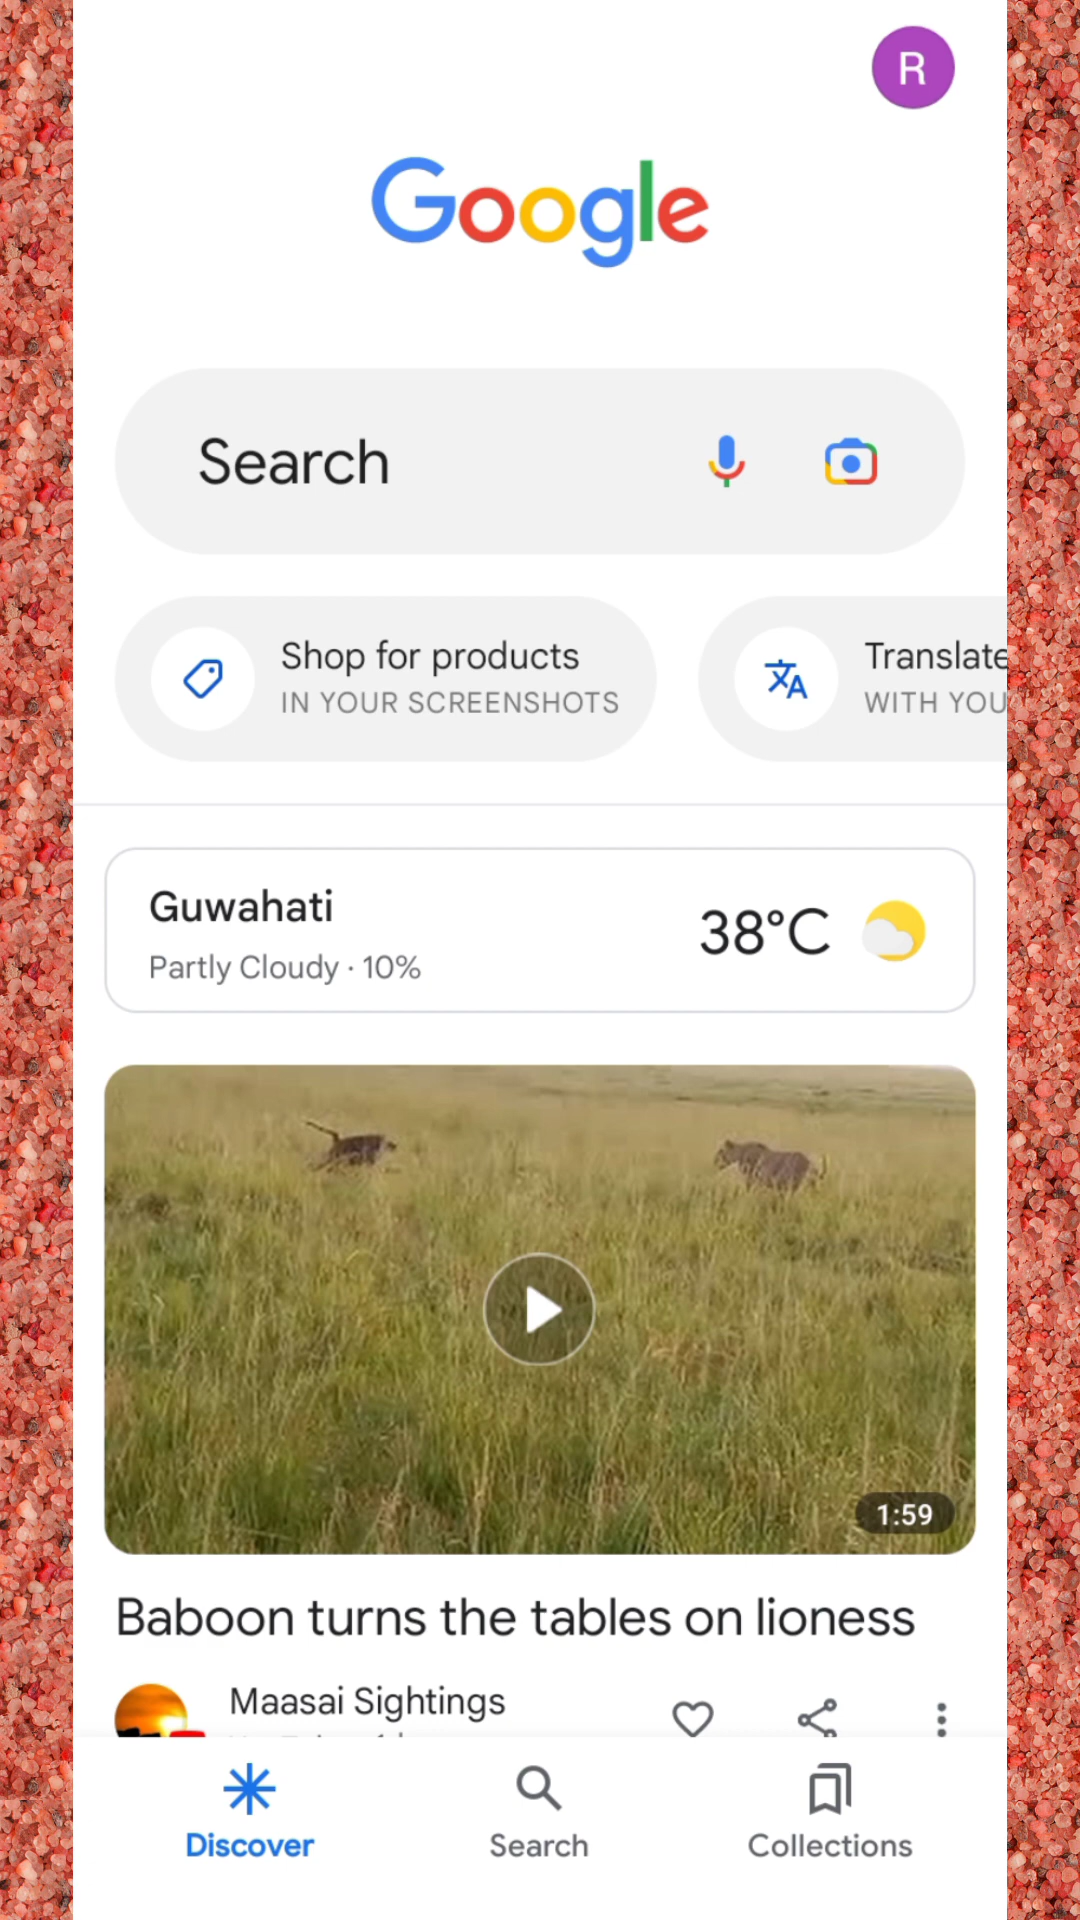 R
Google
Search
Shop for products
IN YOUR SCREENSHOTS
Translate
WITH YOU
Guwahati
38°C
Partly Cloudy · 10%
1:59
Baboon turns the tables on lioness
Maasai Sightings
Discover
Search
Collections